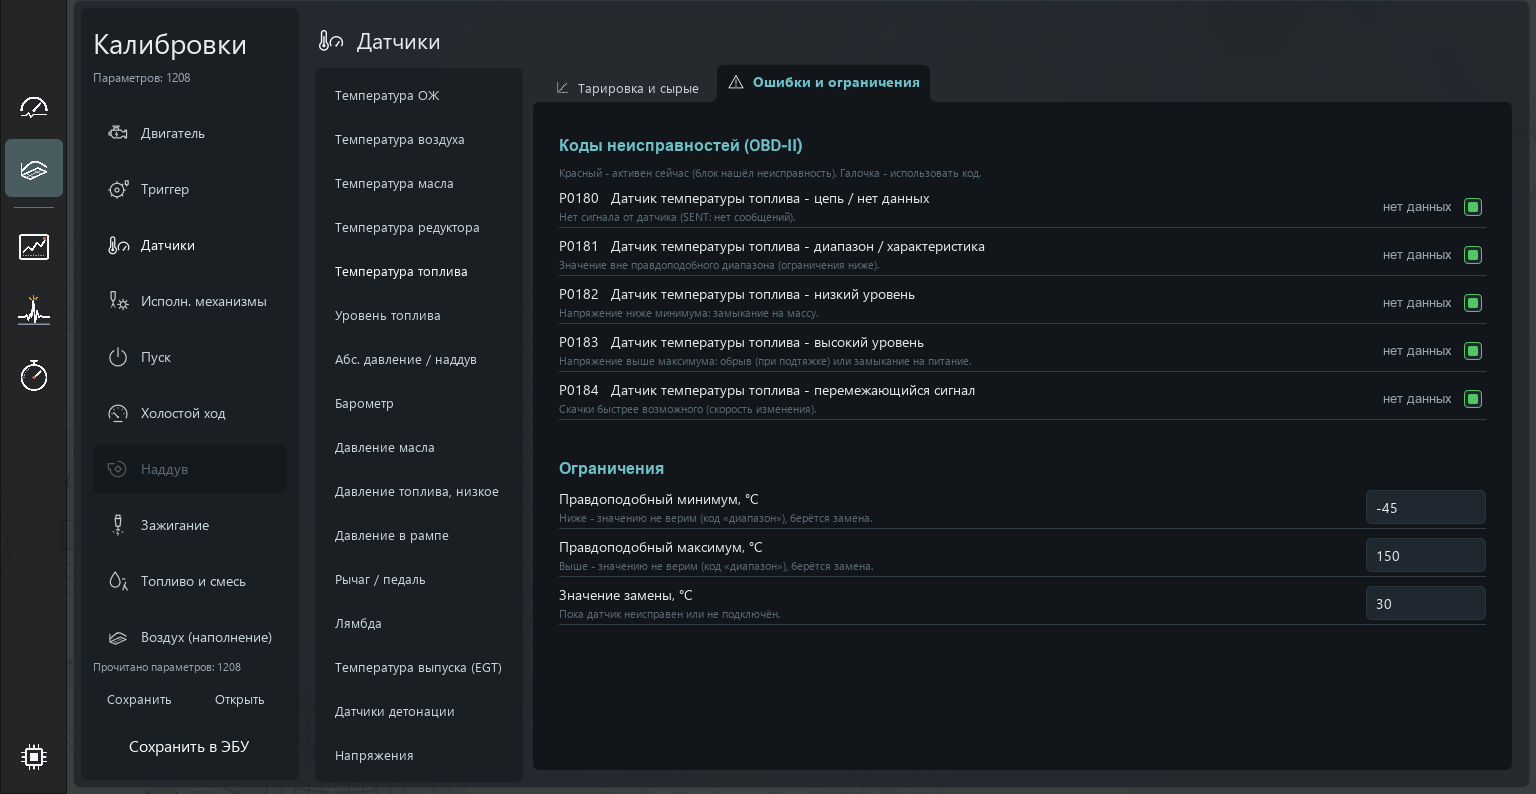 Калибровки
Параметров: 1208
Двигатель
Триггер
Датчики
Исполн. механизмы
Пуск
Холостой ход
Наддув
Зажигание
Топливо и смесь
Воздух (наполнение)
Прочитано параметров: 1208
Сохранить Открыть
Сохранить в ЭБУ
Датчики
Температура ОЖ
Температура воздуха
Температура масла
Температура редуктора
Температура топлива
Уровень топлива
Абс. давление / наддув
Барометр
Давление масла
Давление топлива, низкое
Давление в рампе
Рычаг / педаль
Лямбда
Температура выпуска (EGT)
Датчики детонации
Напряжения
Тарировка и сырые Ошибки и ограничения
Коды неисправностей (OBD-II)
Красный - активен сейчас (блок нашёл неисправность). Галочка - использовать код.
P0180 Датчик температуры топлива - цепь / нет данных нет данных
Нет сигнала от датчика (SENT: нет сообщений).
P0181 Датчик температуры топлива - диапазон / характеристика нет данных
Значение вне правдоподобного диапазона (ограничения ниже).
P0182 Датчик температуры топлива - низкий уровень нет данных
Напряжение ниже минимума: замыкание на массу.
P0183 Датчик температуры топлива - высокий уровень нет данных
Напряжение выше максимума: обрыв (при подтяжке) или замыкание на питание.
P0184 Датчик температуры топлива - перемежающийся сигнал нет данных
Скачки быстрее возможного (скорость изменения).
Ограничения
Правдоподобный минимум, °C -45
Ниже - значению не верим (код «диапазон»), берётся замена.
Правдоподобный максимум, °C 150
Выше - значению не верим (код «диапазон»), берётся замена.
Значение замены, °C 30
Пока датчик неисправен или не подключён.